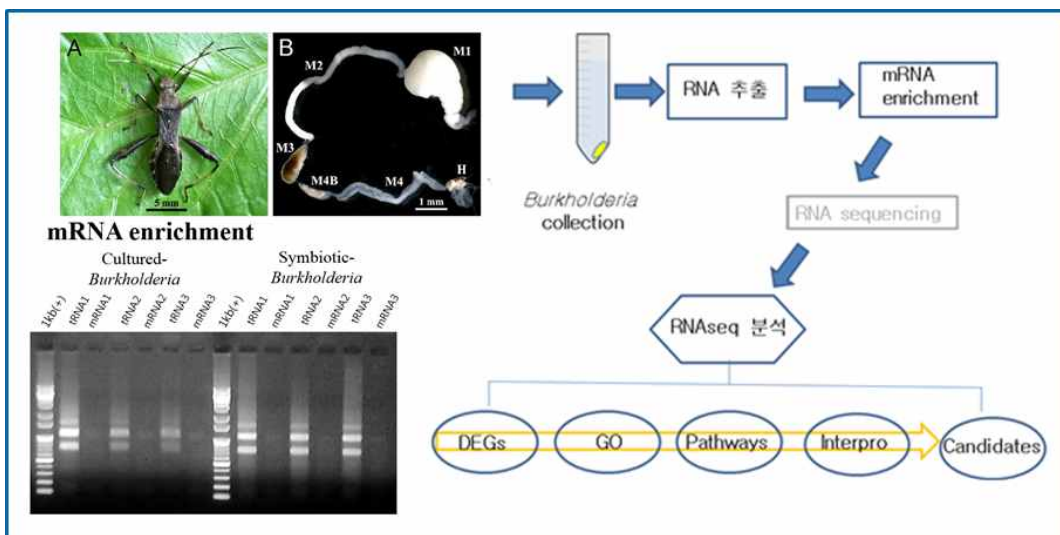 A
B
M1
M2
M3
M4B
M4
H
5 mm
1 mm
Burkholderia
collection
RNA 추출
mRNA
enrichment
RNA sequencing
RNAseq 분석
DEGs
GO
Pathways
Interpro
Candidates
mRNA enrichment
Cultured-
Burkholderia
Symbiotic-
Burkholderia
1kb(+) tRNA1 mRNA1 tRNA2 mRNA2 tRNA3 mRNA3
1kb(+) tRNA1 mRNA1 tRNA2 mRNA2 tRNA3 mRNA3